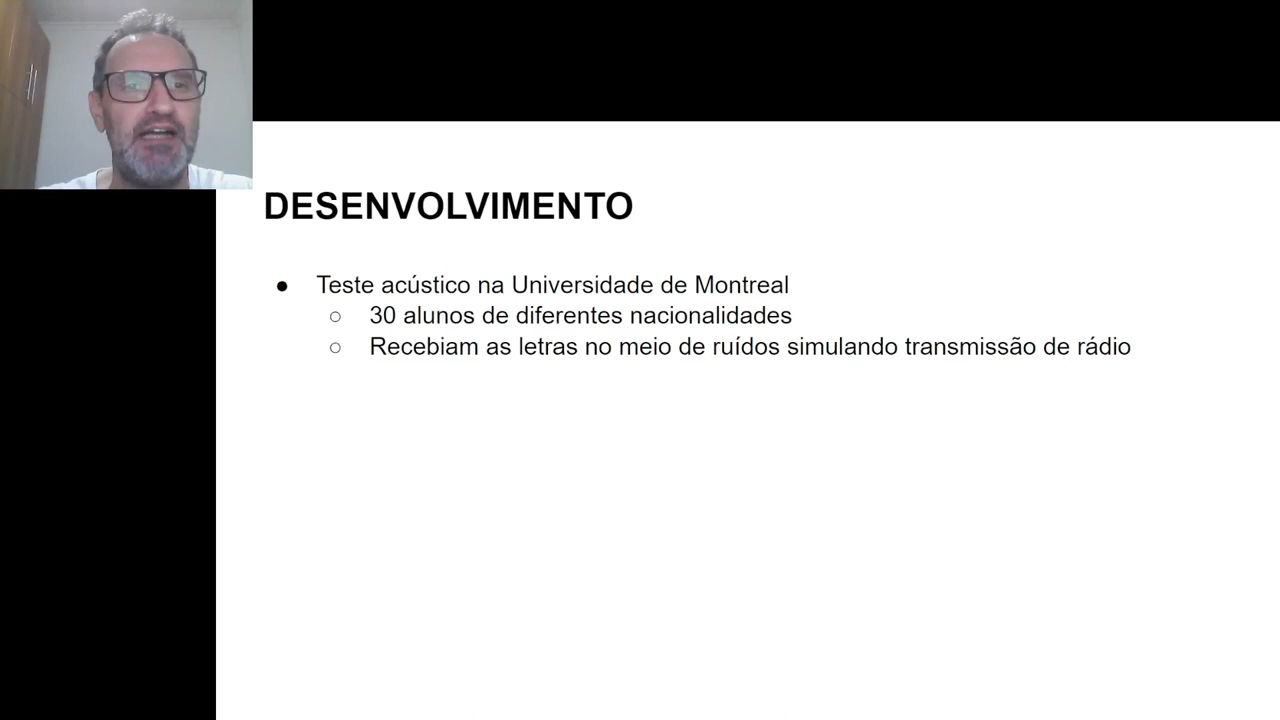 DESENVOLVIMENTO
● Teste acústico na Universidade de Montreal
○ 30 alunos de diferentes nacionalidades
○ Recebiam as letras no meio de ruídos simulando transmissão de rádio